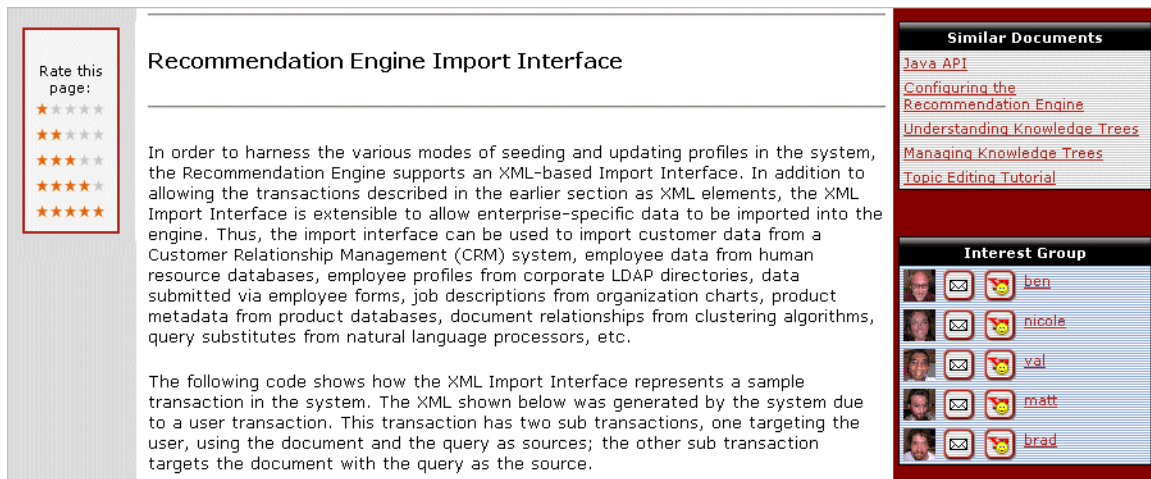 Rate this
page:
Recommendation Engine Import Interface
In order to harness the various modes of seeding and updating profiles in the system,
the Recommendation Engine supports an XML-based Import Interface. In addition to
allowing the transactions described in the earlier section as XML elements, the XML
Import Interface is extensible to allow enterprise-specific data to be imported into the
engine. Thus, the import interface can be used to import customer data from a
Customer Relationship Management (CRM) system, employee data from human
resource databases, employee profiles from corporate LDAP directories, data
submitted via employee forms, job descriptions from organization charts, product
metadata from product databases, document relationships from clustering algorithms,
query substitutes from natural language processors, etc.
The following code shows how the XML Import Interface represents a sample
transaction in the system. The XML shown below was generated by the system due
to a user transaction. This transaction has two sub transactions, one targeting the
user, using the document and the query as sources; the other sub transaction
targets the document with the query as the source.
Similar Documents
Java API
Configuring the
Recommendation Engine
Understanding Knowledge Trees
Managing Knowledge Trees
Topic Editing Tutorial
Interest Group
ben
nicole
val
matt
brad